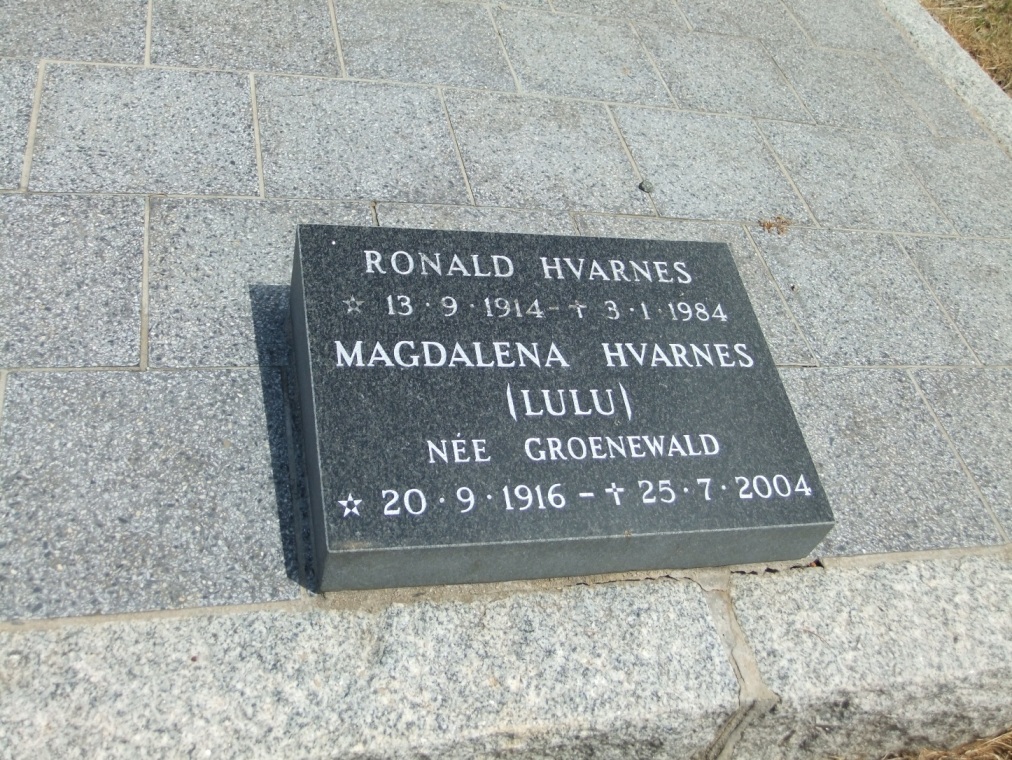 RONALD HVARNES
☆ 13·9·1914-✝ 3·1·1984
MAGDALENA HVARNES
(LULU)
NÉE GROENEWALD
☆ 20·9·1916-✝ 25·7·2004